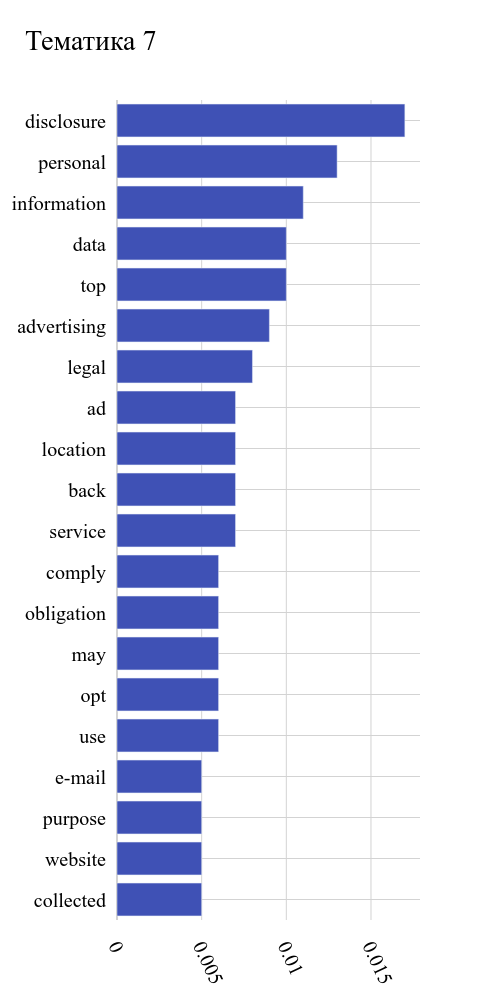 Тематика 7
disclosure
personal
information
data
top
advertising
legal
ad
location
back
service
comply
obligation
may
opt
use
e-mail
purpose
website
collected
0
0.005
0.01
0.015